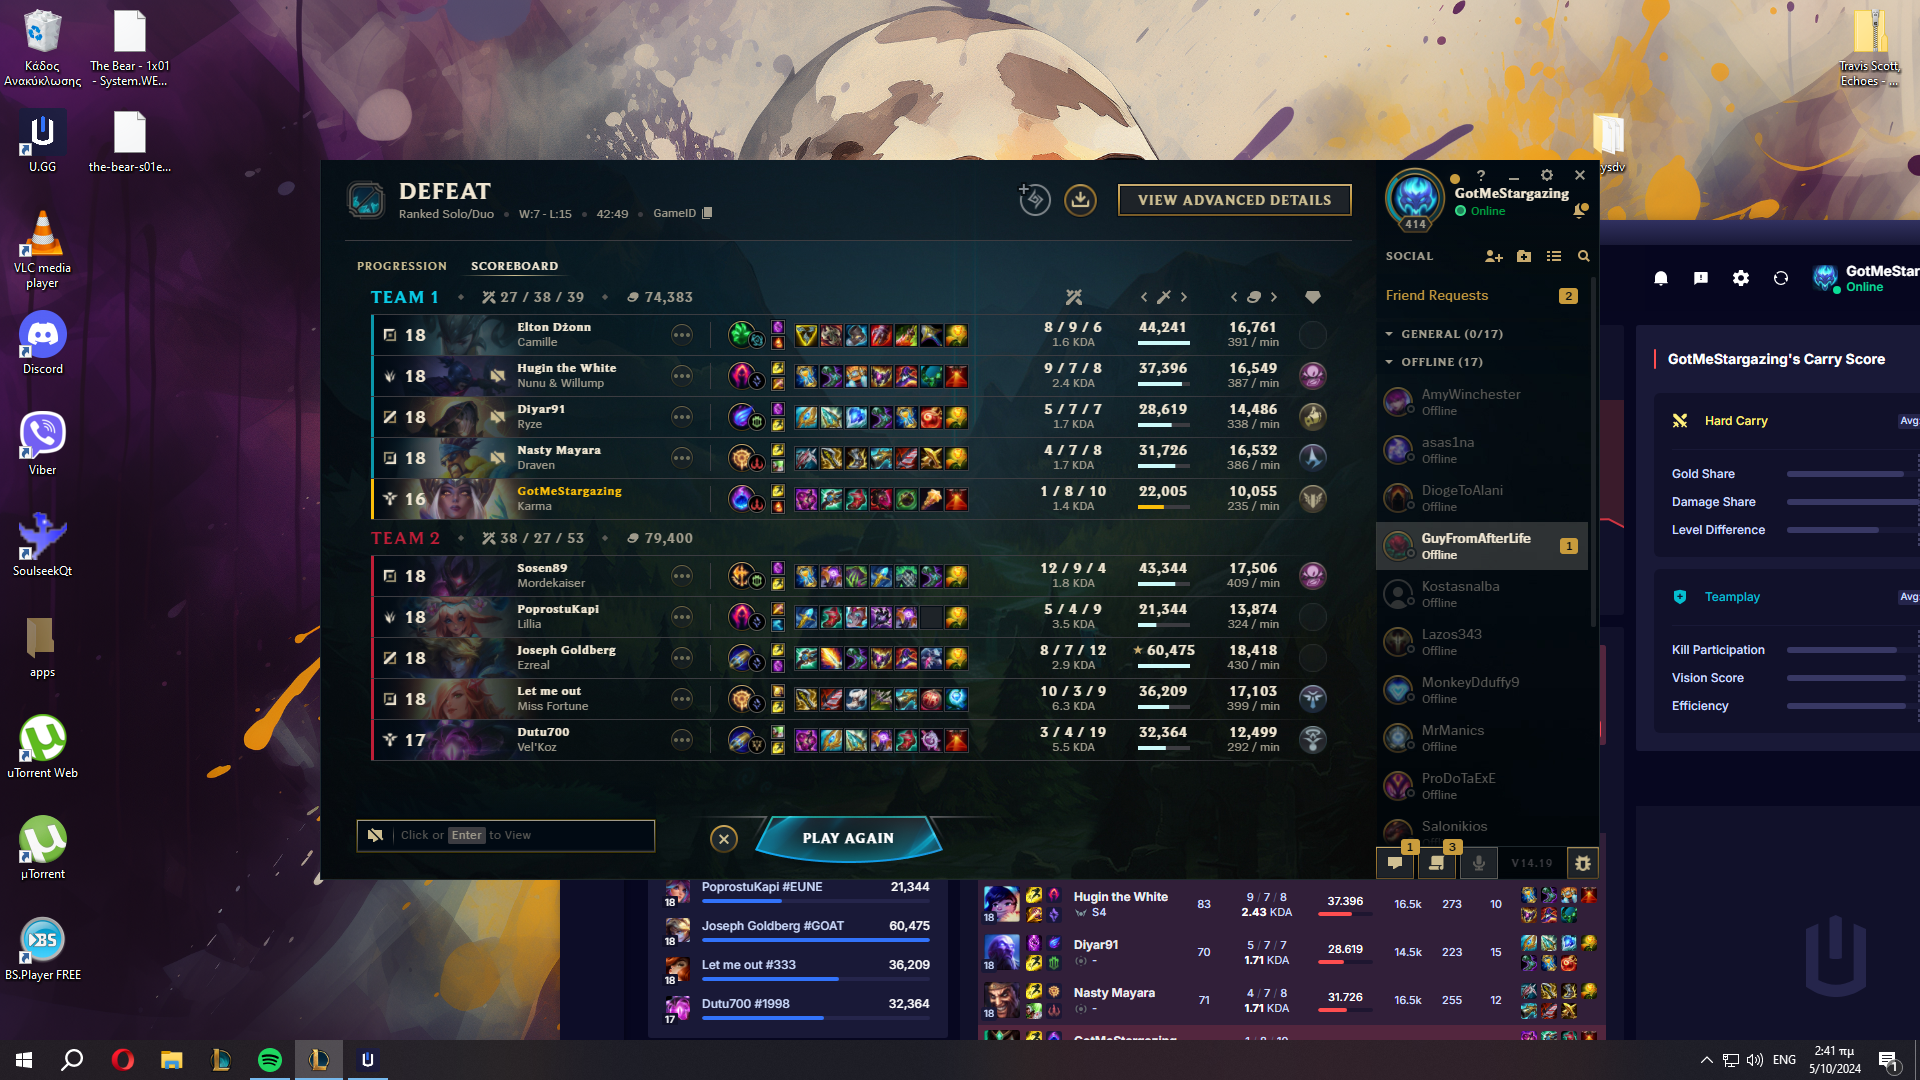 Κάδος
Ανακύκλωσης
The Bear - 1x01
- System.WE...
U.GG
the-bear-s01e...
VLC media
player
Discord
Viber
SoulseekQt
apps
uTorrent Web
µTorrent
BS.Player FREE
Travis Scott,
Echoes - ...
ysdv
DEFEAT
Ranked Solo/Duo • W:7 - L:15 • 42:49 • GameID
VIEW ADVANCED DETAILS
PROGRESSION SCOREBOARD
TEAM 1 • 27 / 38 / 39 • 74,383
18 Elton Dżonn 8 / 9 / 6 44,241 16,761
Camille 1.6 KDA 391 / min
18 Hugin the White 9 / 7 / 8 37,396 16,549
Nunu & Willump 2.4 KDA 387 / min
18 Diyar91 5 / 7 / 7 28,619 14,486
Ryze 1.7 KDA 338 / min
18 Nasty Mayara 4 / 7 / 8 31,726 16,532
Draven 1.7 KDA 386 / min
16 GotMeStargazing 1 / 8 / 10 22,005 10,055
Karma 1.4 KDA 235 / min
TEAM 2 • 38 / 27 / 53 • 79,400
18 Sosen89 12 / 9 / 4 43,344 17,506
Mordekaiser 1.8 KDA 409 / min
18 PoprostuKapi 5 / 4 / 9 21,344 13,874
Lillia 3.5 KDA 324 / min
18 Joseph Goldberg 8 / 7 / 12 60,475 18,418
Ezreal 2.9 KDA 430 / min
18 Let me out 10 / 3 / 9 36,209 17,103
Miss Fortune 6.3 KDA 399 / min
17 Dutu700 3 / 4 / 19 32,364 12,499
Vel'Koz 5.5 KDA 292 / min
Click or Enter to View
PLAY AGAIN
GotMeStargazing
Online
414
SOCIAL
Friend Requests 2
GENERAL (0/17)
OFFLINE (17)
AmyWinchester
Offline
asas1na
Offline
DiogeToAlani
Offline
GuyFromAfterLife 1
Offline
Kostasnalba
Offline
Lazos343
Offline
MonkeyDduffy9
Offline
MrManics
Offline
ProDoTaExE
Offline
Salonikios
1 3
V14.19
GotMeStar
Online
GotMeStargazing's Carry Score
Hard Carry Avg
Gold Share
Damage Share
Level Difference
Teamplay Avg
Kill Participation
Vision Score
Efficiency
18 PoprostuKapi #EUNE 21,344
18 Joseph Goldberg #GOAT 60,475
18 Let me out #333 36,209
17 Dutu700 #1998 32,364
18 Hugin the White 83 9 / 7 / 8 37.396 16.5k 273 10
S4 2.43 KDA
18 Diyar91 70 5 / 7 / 7 28.619 14.5k 223 15
- 1.71 KDA
18 Nasty Mayara 71 4 / 7 / 8 31.726 16.5k 255 12
- 1.71 KDA
GotMeStargazing 1 / 8 / 10
ENG
2:41 πμ
5/10/2024
1